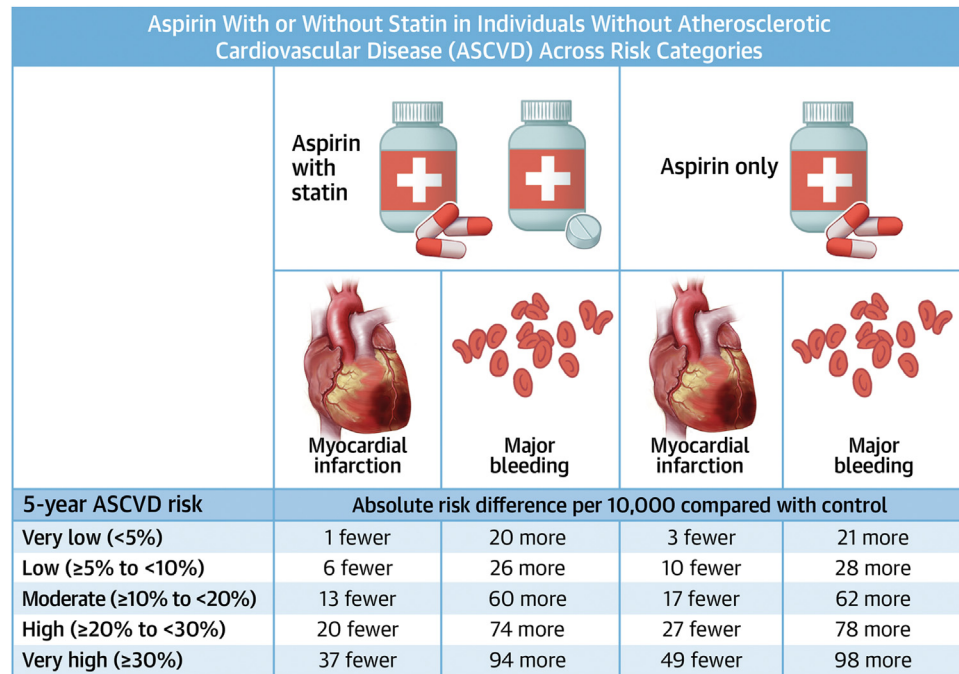 Aspirin With or Without Statin in Individuals Without Atherosclerotic
Cardiovascular Disease (ASCVD) Across Risk Categories
Aspirin
with
statin
Aspirin only
Myocardial
infarction
Major
bleeding
Myocardial
infarction
Major
bleeding
5-year ASCVD risk Absolute risk difference per 10,000 compared with control
Very low (<5%) 1 fewer 20 more 3 fewer 21 more
Low (≥5% to <10%) 6 fewer 26 more 10 fewer 28 more
Moderate (≥10% to <20%) 13 fewer 60 more 17 fewer 62 more
High (≥20% to <30%) 20 fewer 74 more 27 fewer 78 more
Very high (≥30%) 37 fewer 94 more 49 fewer 98 more